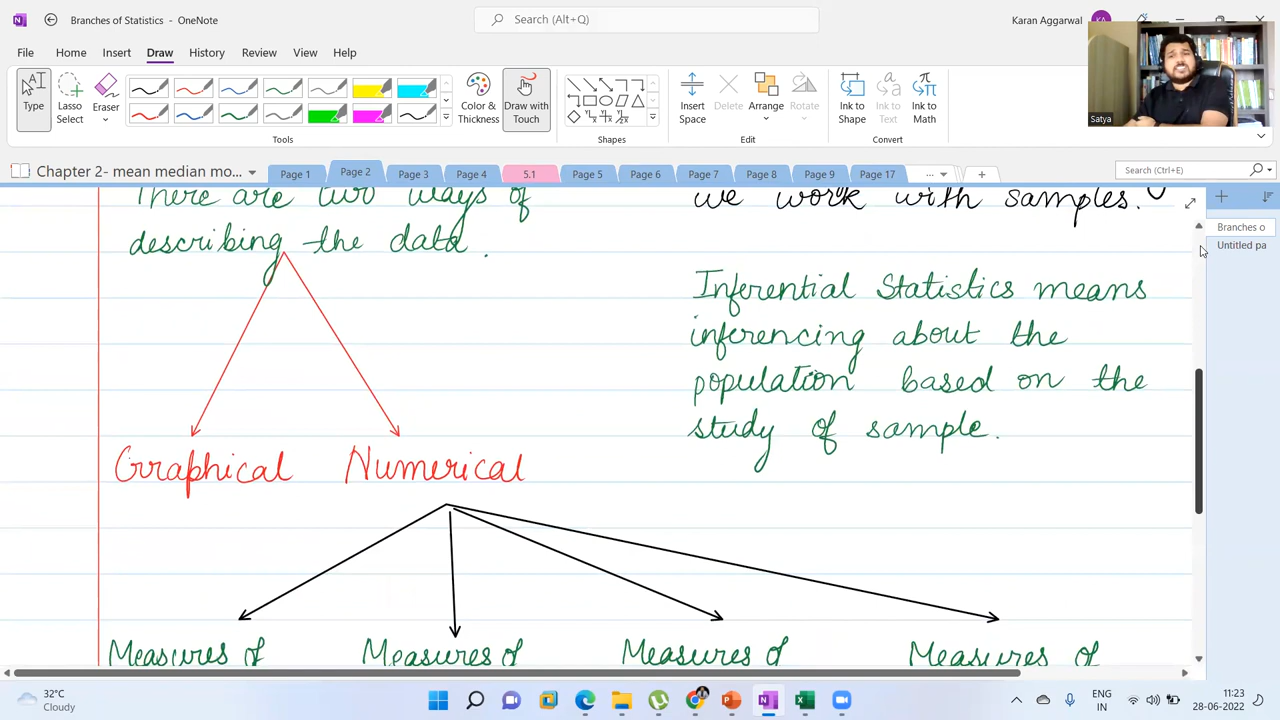 Branches of Statistics - OneNote
Search (Alt+Q)
Karan Aggarwal
KA
File
Home
Insert
Draw
History
Review
View
Help
Type
Lasso
Select
Eraser
Color &
Thickness
Draw with
Touch
Insert
Space
Delete
Arrange
Rotate
Ink to
Shape
Ink to
Text
Ink to
Math
Tools
Shapes
Edit
Convert
Satya
Chapter 2- mean median mo...
Page 1
Page 2
Page 3
Page 4
5.1
Page 5
Page 6
Page 7
Page 8
Page 9
Page 17
...
Search (Ctrl+E)
Branches o
Untitled pa
There are two ways of
describing the data.
Graphical
Numerical
we work with samples.
Inferential Statistics means
inferencing about the
population based on the
study of sample.
Measures of
Measures of
Measures of
Measures of
32°C
Cloudy
ENG
IN
11:23
28-06-2022